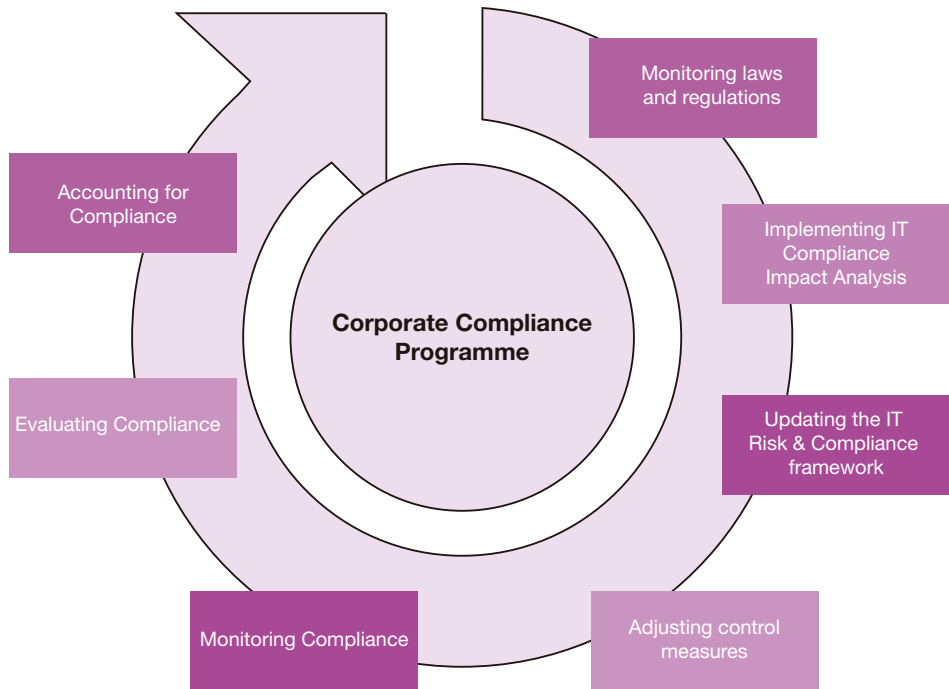 Monitoring laws
and regulations
Implementing IT
Compliance
Impact Analysis
Updating the IT
Risk & Compliance
framework
Adjusting control
measures
Monitoring Compliance
Evaluating Compliance
Accounting for
Compliance
Corporate Compliance
Programme